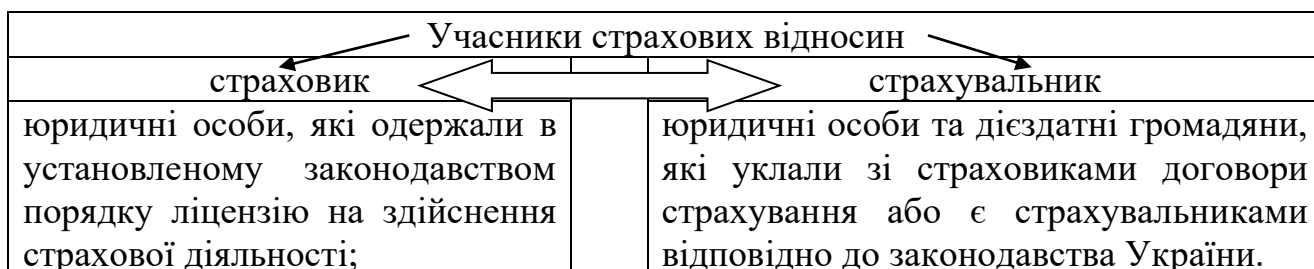 Учасники страхових відносин
страховик
страхувальник
юридичні особи, які одержали в
установленому законодавством
порядку ліцензію на здійснення
страхової діяльності;
юридичні особи та дієздатні громадяни,
які уклали зі страховиками договори
страхування або є страхувальниками
відповідно до законодавства України.